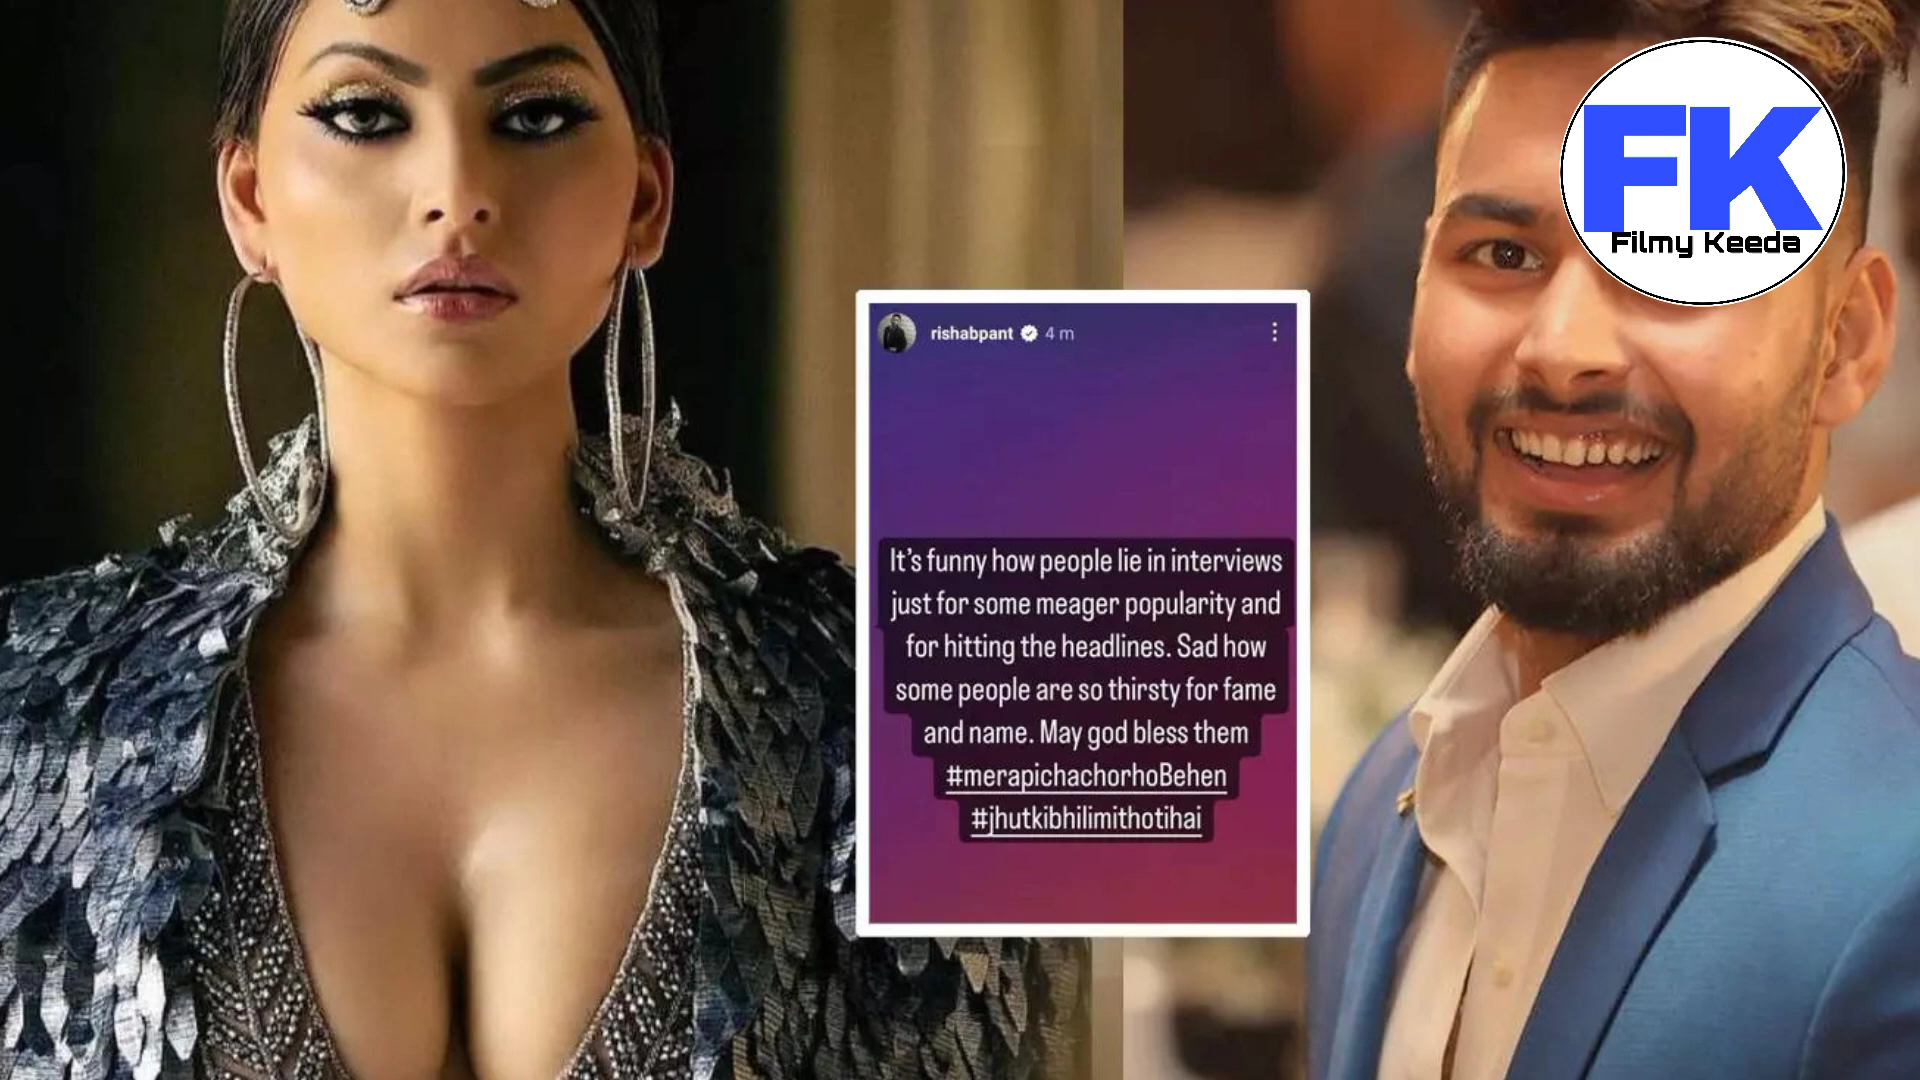 FK
Filmy Keeda
rishabpant 4 m
It's funny how people lie in interviews
just for some meager popularity and
for hitting the headlines. Sad how
some people are so thirsty for fame
and name. May god bless them
#merapichachorhoBehen
#jhutkibhilimithotihai